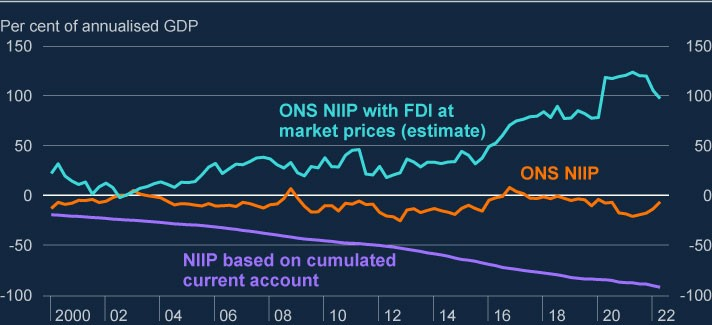 Per cent of annualised GDP
150 150
100 100
ONS NIIP with FDI at
market prices (estimate)
50 50
ONS NIIP
0 0
-50 -50
NIIP based on cumulated
current account
-100 -100
2000 02 04 06 08 10 12 14 16 18 20 22